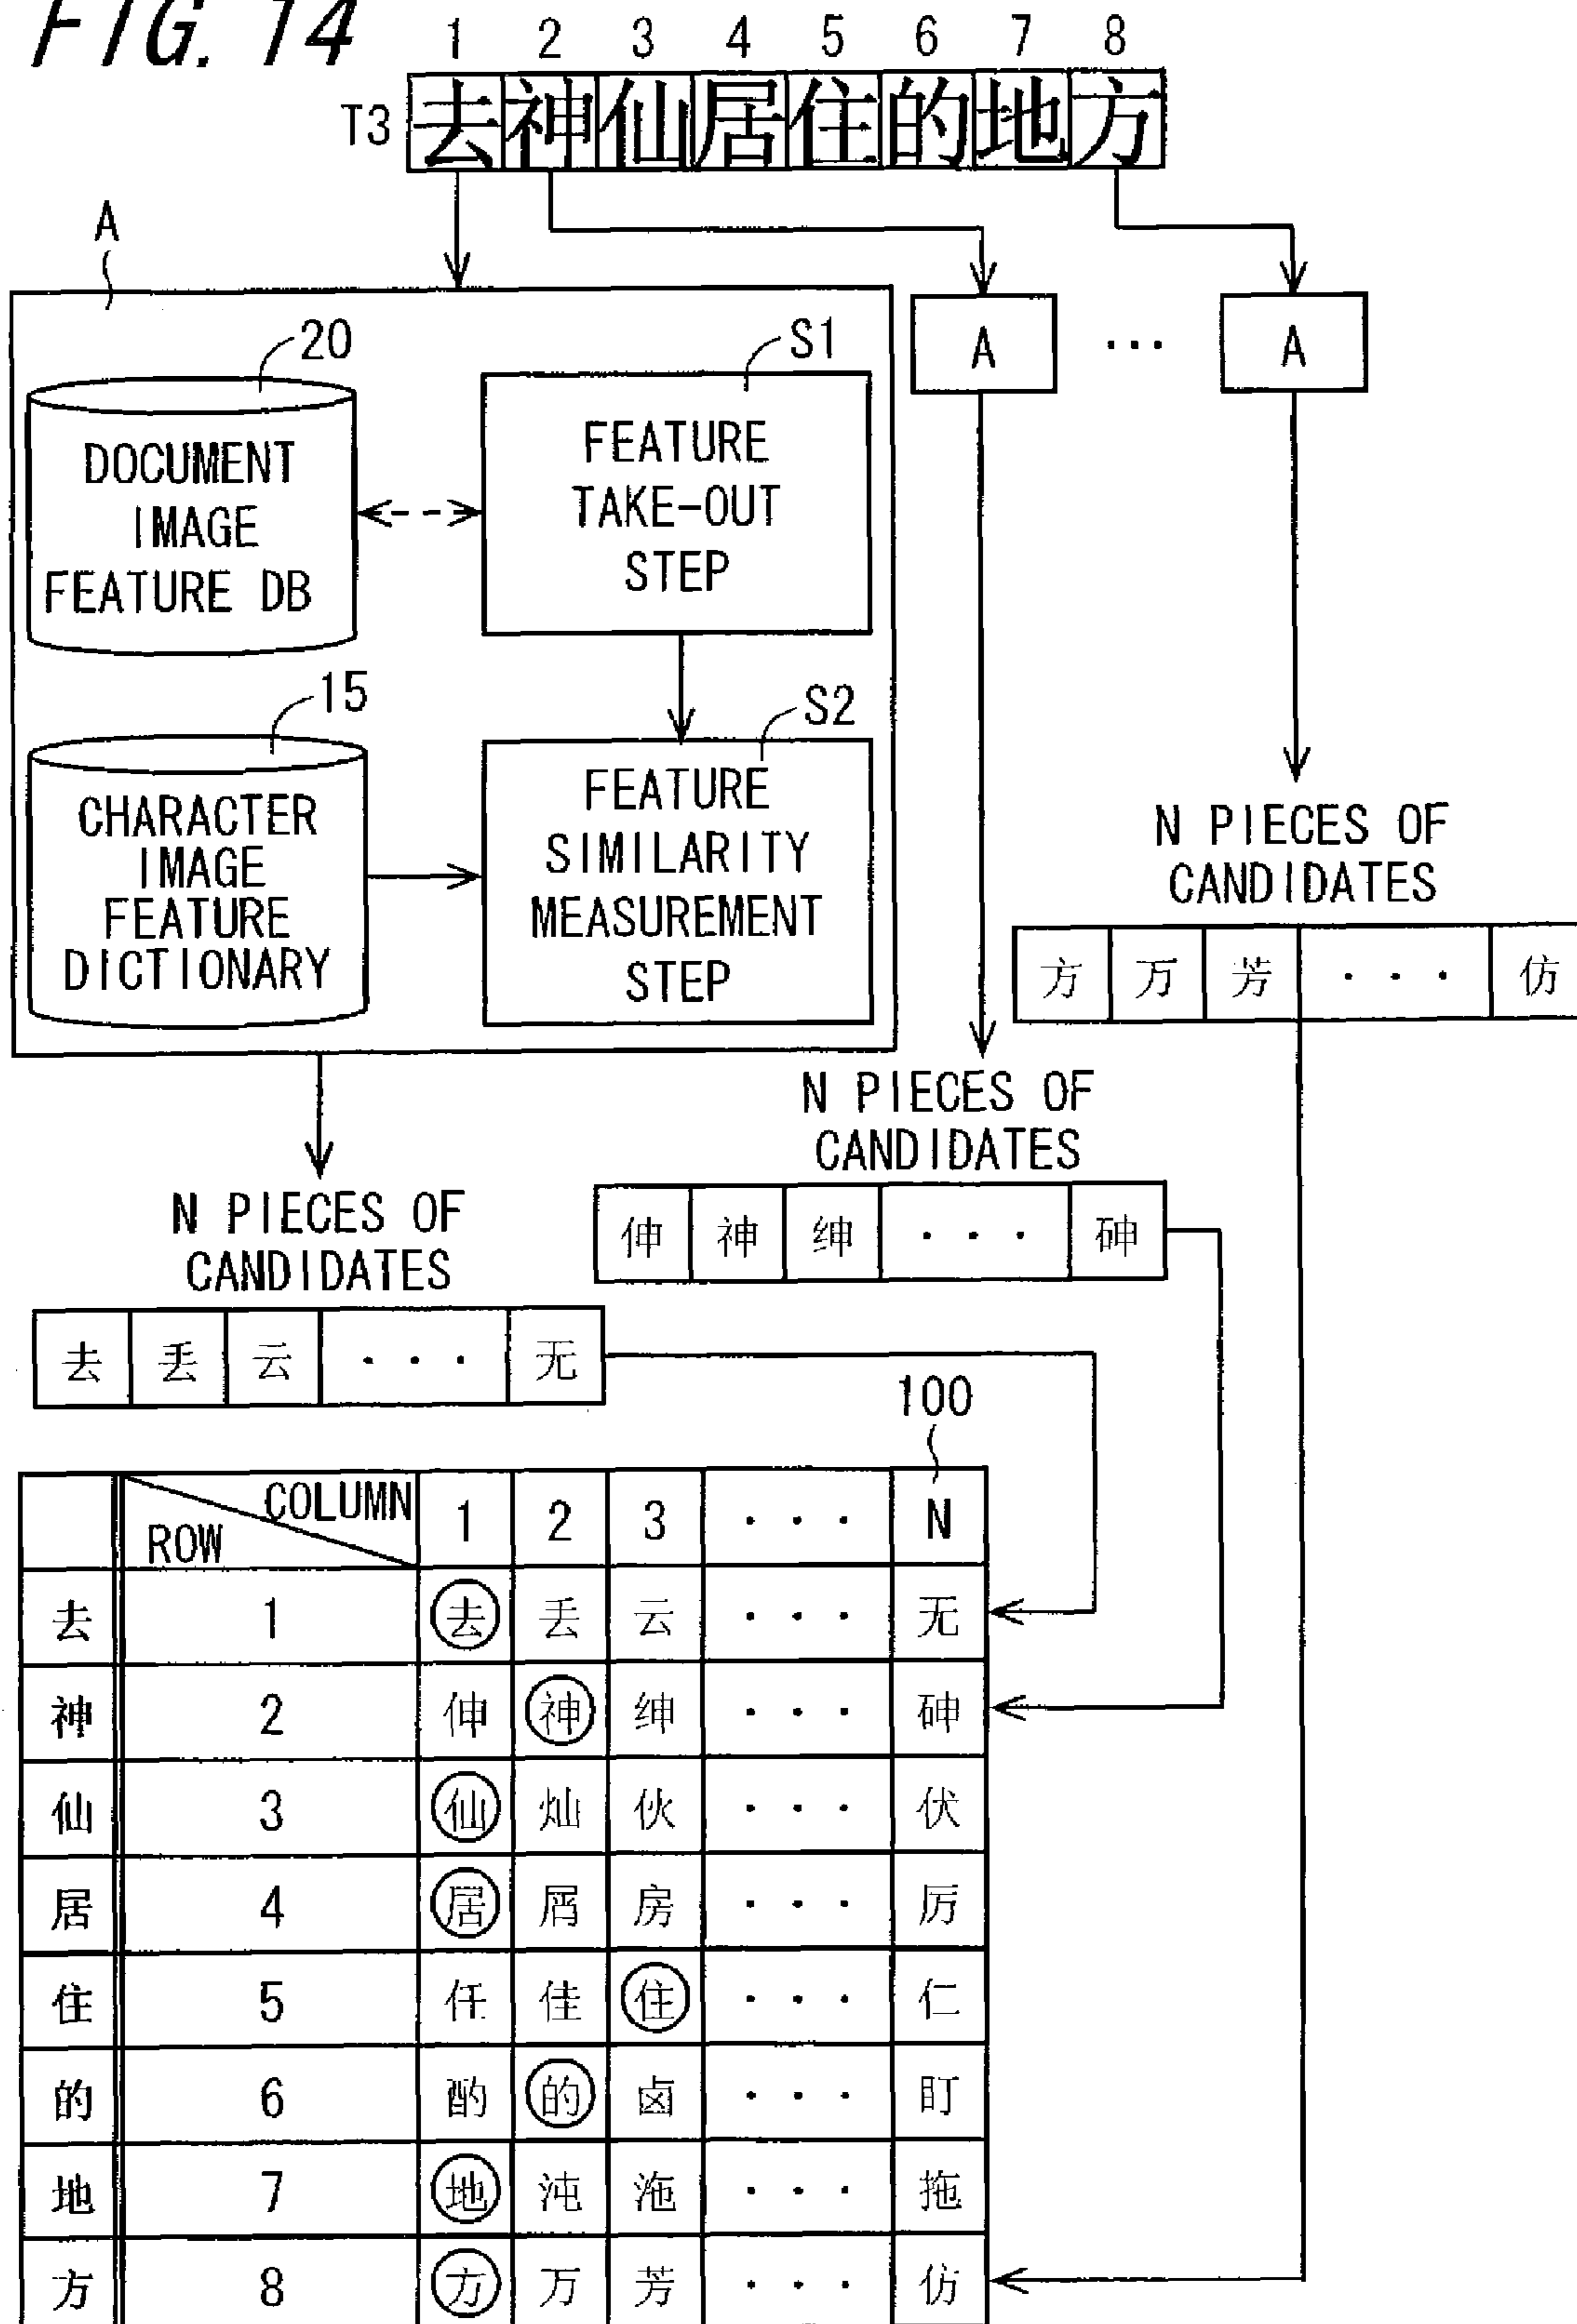 FIG. 14
1 2 3 4 5 6 7 8
T3 去神仙居住的地方
A
20
DOCUMENT
IMAGE
FEATURE DB
S1
FEATURE
TAKE-OUT
STEP
A ··· A
15
CHARACTER
IMAGE
FEATURE
DICTIONARY
S2
FEATURE
SIMILARITY
MEASUREMENT
STEP
N PIECES OF
CANDIDATES
方 万 芳 ··· 仿
N PIECES OF
CANDIDATES
伸 神 绅 ··· 砷
N PIECES OF
CANDIDATES
去 丢 云 ··· 无
100
COLUMN 1 2 3 ··· N
ROW
去 1 去 丢 云 ··· 无
神 2 伸 神 绅 ··· 砷
仙 3 仙 灿 伙 ··· 伏
居 4 居 屑 房 ··· 厉
住 5 任 佳 住 ··· 仁
的 6 酌 的 卤 ··· 盯
地 7 地 沌 沲 ··· 拖
方 8 方 万 芳 ··· 仿